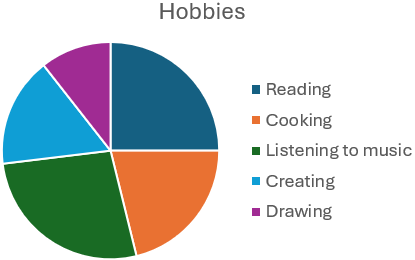 Hobbies
Reading
Cooking
Listening to music
Creating
Drawing